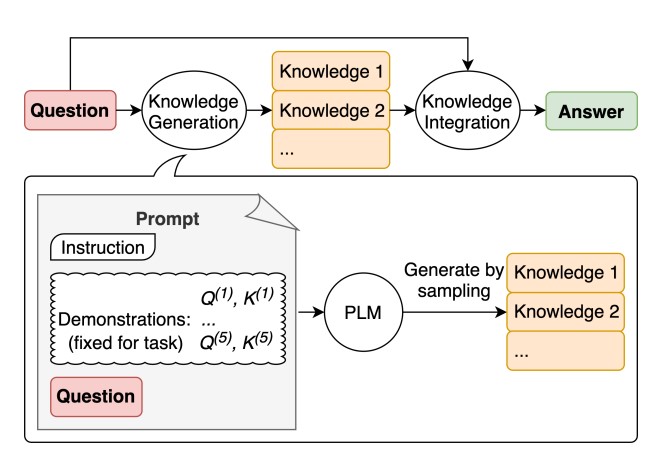 Question
Knowledge
Generation
Knowledge 1
Knowledge 2
...
Knowledge
Integration
Answer
Prompt
Instruction
Q(1), K(1)
Demonstrations: ...
(fixed for task) Q(5), K(5)
Question
PLM
Generate by
sampling
Knowledge 1
Knowledge 2
...